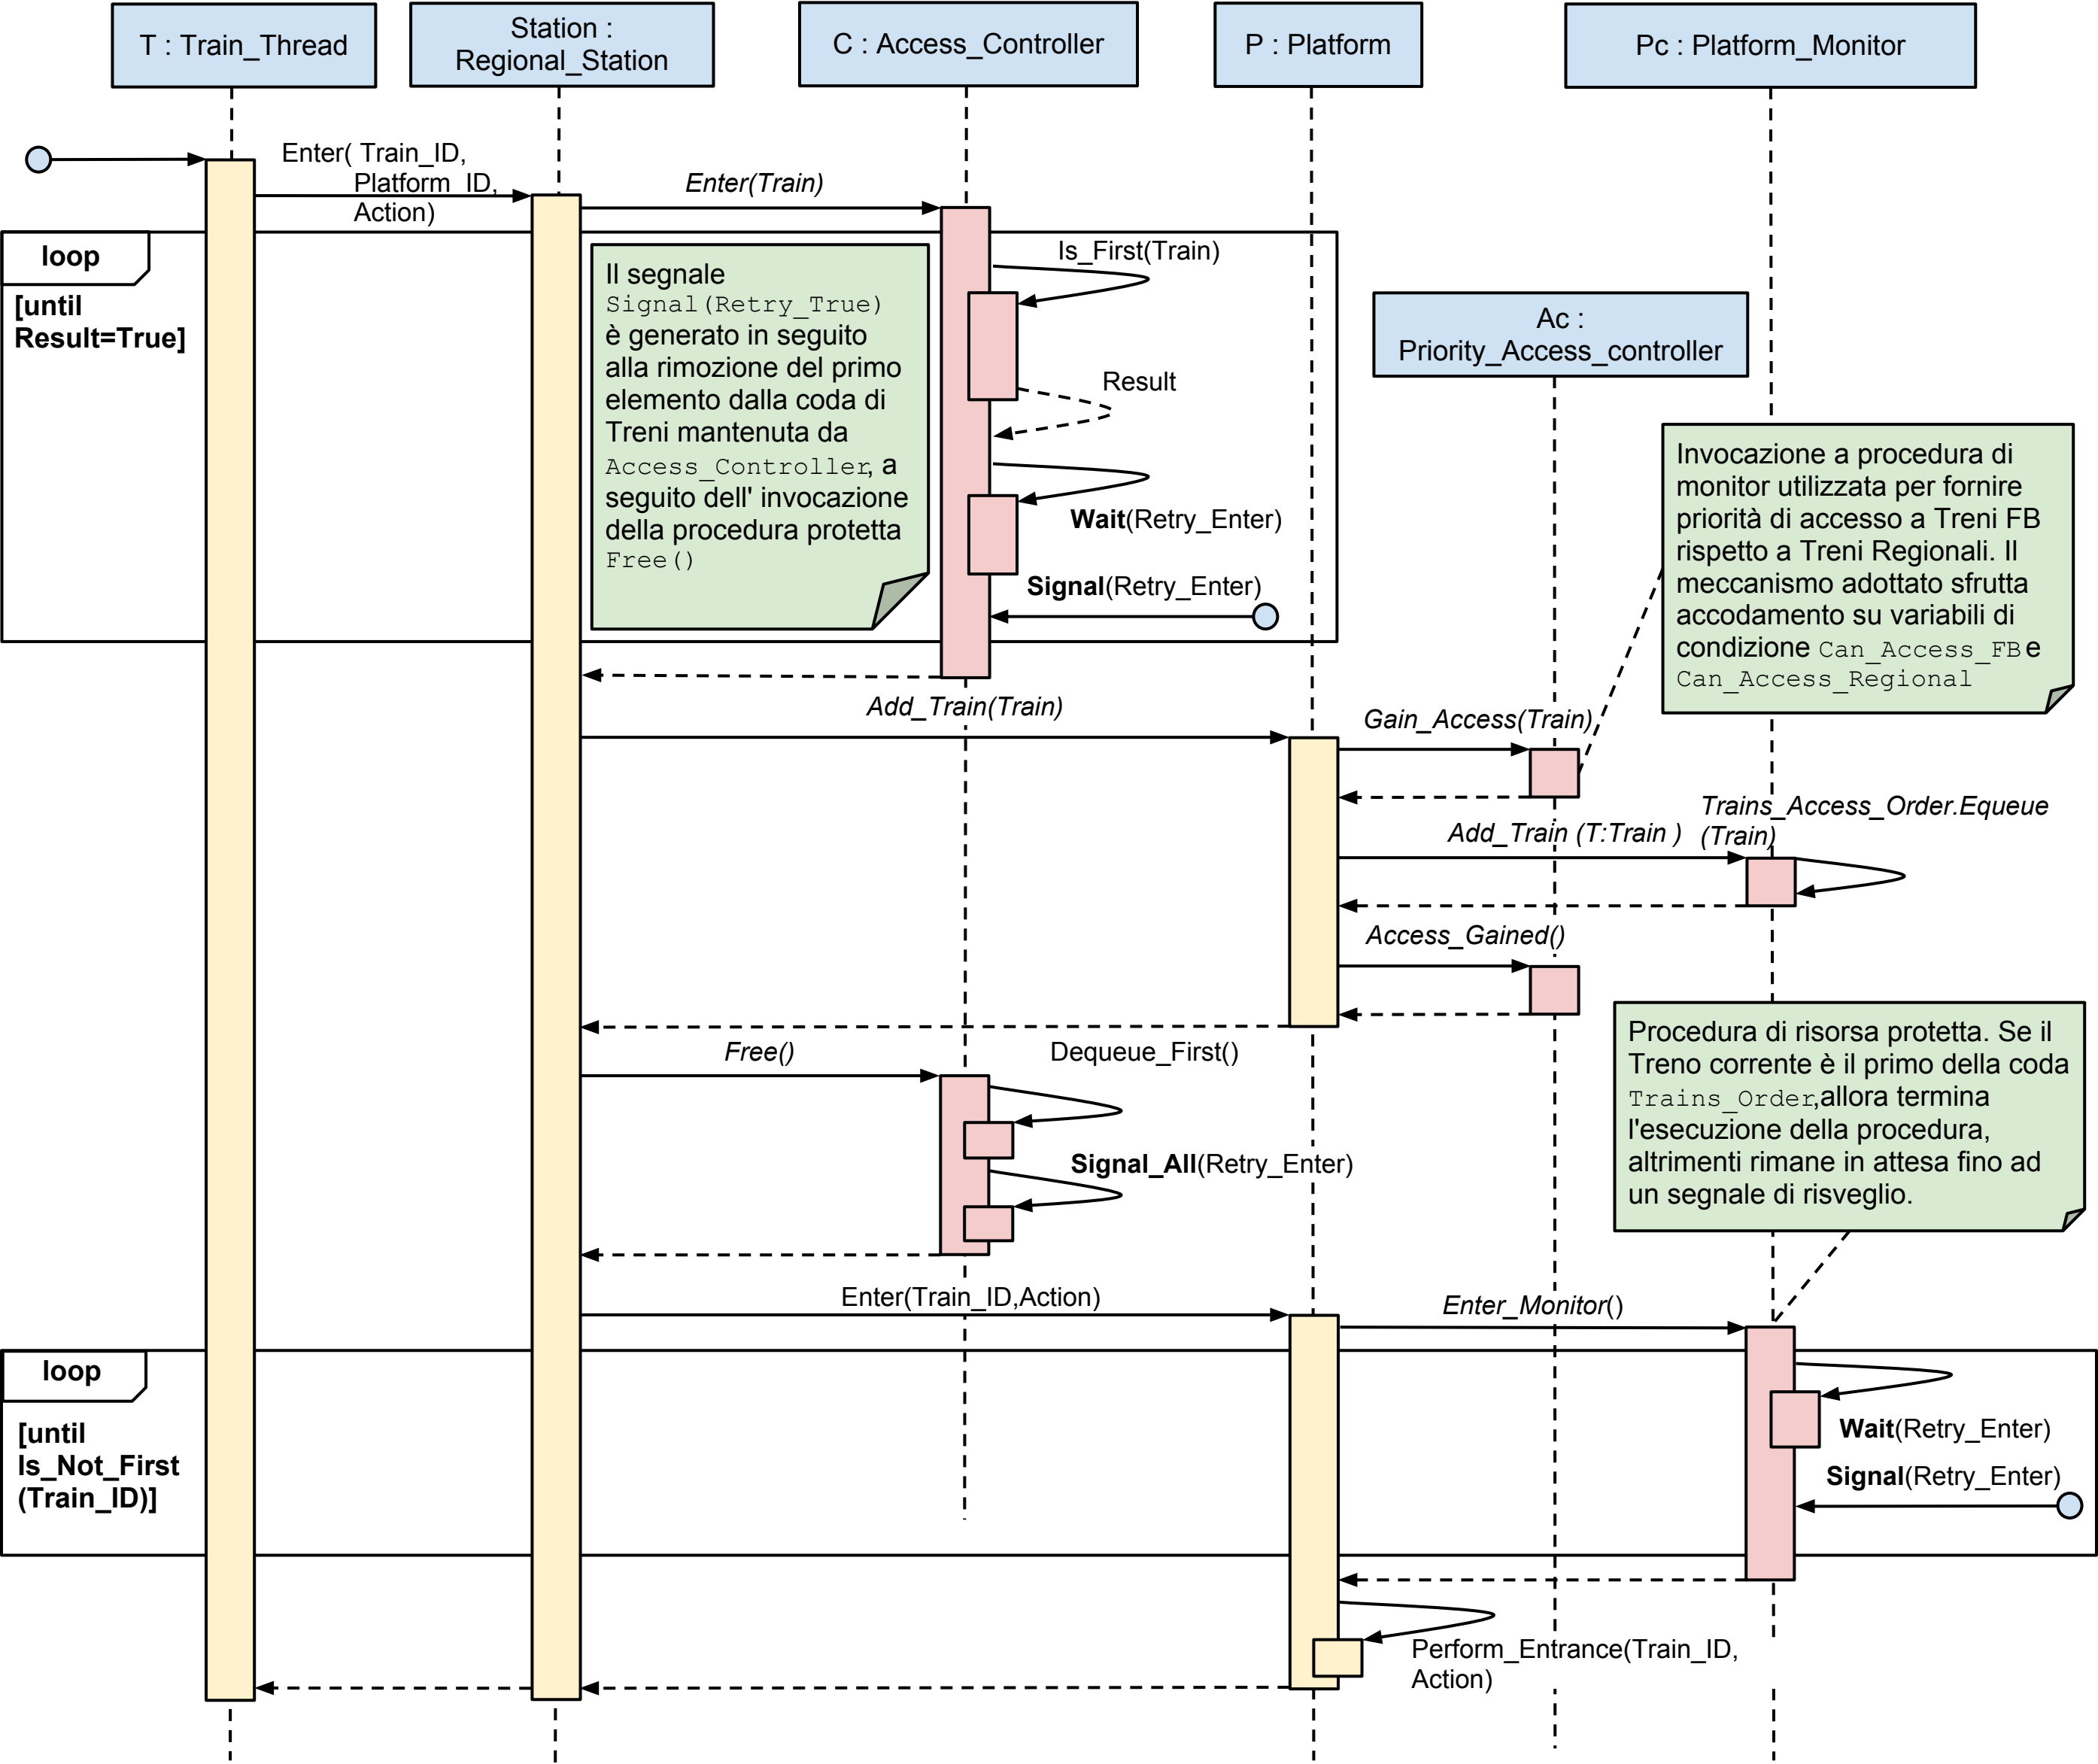 T : Train_Thread
Station :
Regional_Station
C : Access_Controller
P : Platform
Pc : Platform_Monitor
Enter( Train_ID,
Platform_ID,
Action)
Enter(Train)
loop
[until
Result=True]
Il segnale
Signal(Retry_True)
è generato in seguito
alla rimozione del primo
elemento dalla coda di
Treni mantenuta da
Access_Controller, a
seguito dell' invocazione
della procedura protetta
Free()
Is_First(Train)
Result
Wait(Retry_Enter)
Signal(Retry_Enter)
Ac :
Priority_Access_controller
Invocazione a procedura di
monitor utilizzata per fornire
priorità di accesso a Treni FB
rispetto a Treni Regionali. Il
meccanismo adottato sfrutta
accodamento su variabili di
condizione Can_Access_FB e
Can_Access_Regional
Add_Train(Train)
Gain_Access(Train)
Trains_Access_Order.Equeue
(Train)
Add_Train (T:Train )
Access_Gained()
Free()
Dequeue_First()
Signal_All(Retry_Enter)
Procedura di risorsa protetta. Se il
Treno corrente è il primo della coda
Trains_Order,allora termina
l'esecuzione della procedura,
altrimenti rimane in attesa fino ad
un segnale di risveglio.
Enter(Train_ID,Action)
Enter_Monitor()
loop
[until
Is_Not_First
(Train_ID)]
Wait(Retry_Enter)
Signal(Retry_Enter)
Perform_Entrance(Train_ID,
Action)